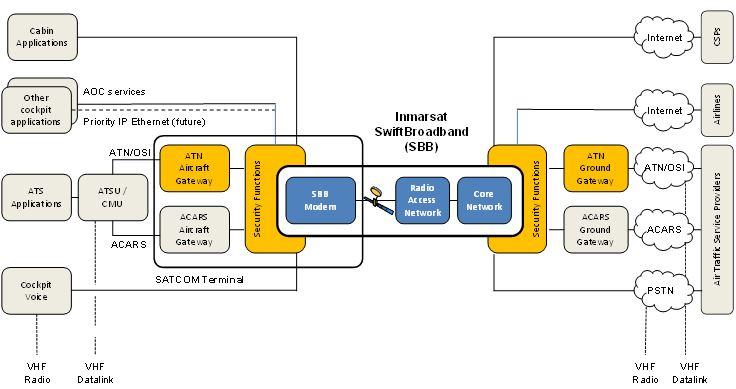 Cabin
Applications
Internet
CSPs
AOC services
Other
cockpit
applications
Priority IP Ethernet (future)
Inmarsat
SwiftBroadband
(SBB)
Internet
Airlines
ATN/OSI
ATN
Aircraft
Gateway
Security Functions
SBB
Modem
Radio
Access
Network
Core
Network
Security Functions
ATN
Ground
Gateway
ATN/OSI
ATS
Applications
ATSU /
CMU
ACARS
Aircraft
Gateway
ACARS
Ground
Gateway
ACARS
Air Traffic Service Providers
ACARS
SATCOM Terminal
Cockpit
Voice
PSTN
VHF
Radio
VHF
Datalink
VHF
Radio
VHF
Datalink